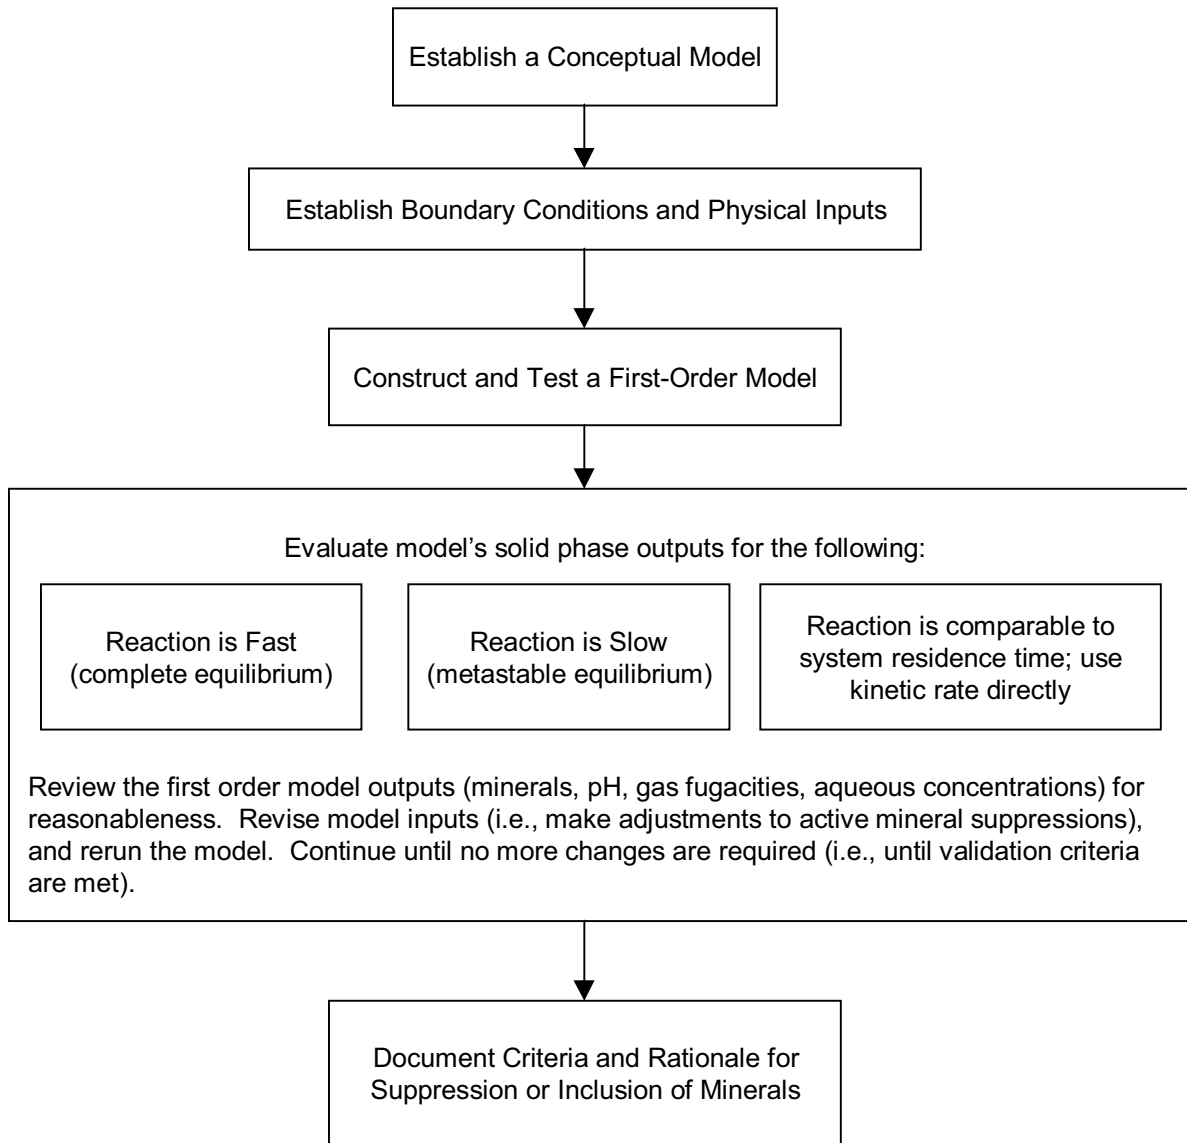 Establish a Conceptual Model
Establish Boundary Conditions and Physical Inputs
Construct and Test a First-Order Model
Evaluate model's solid phase outputs for the following:
Reaction is Fast
(complete equilibrium)
Reaction is Slow
(metastable equilibrium)
Reaction is comparable to
system residence time; use
kinetic rate directly
Review the first order model outputs (minerals, pH, gas fugacities, aqueous concentrations) for
reasonableness.  Revise model inputs (i.e., make adjustments to active mineral suppressions),
and rerun the model.  Continue until no more changes are required (i.e., until validation criteria
are met).
Document Criteria and Rationale for
Suppression or Inclusion of Minerals